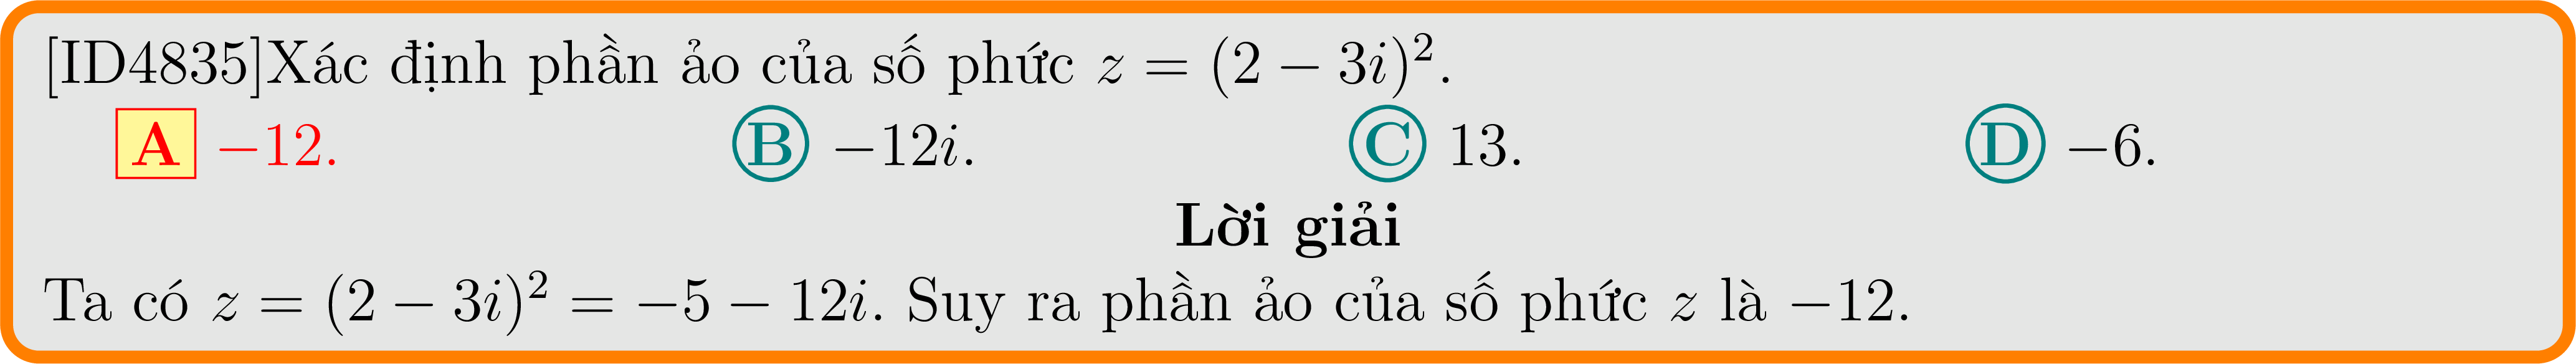 [ID4835]Xác định phần ảo của số phức z = (2 − 3i)².
A −12. B −12i. C 13. D −6.
Lời giải
Ta có z = (2 − 3i)² = −5 − 12i. Suy ra phần ảo của số phức z là −12.